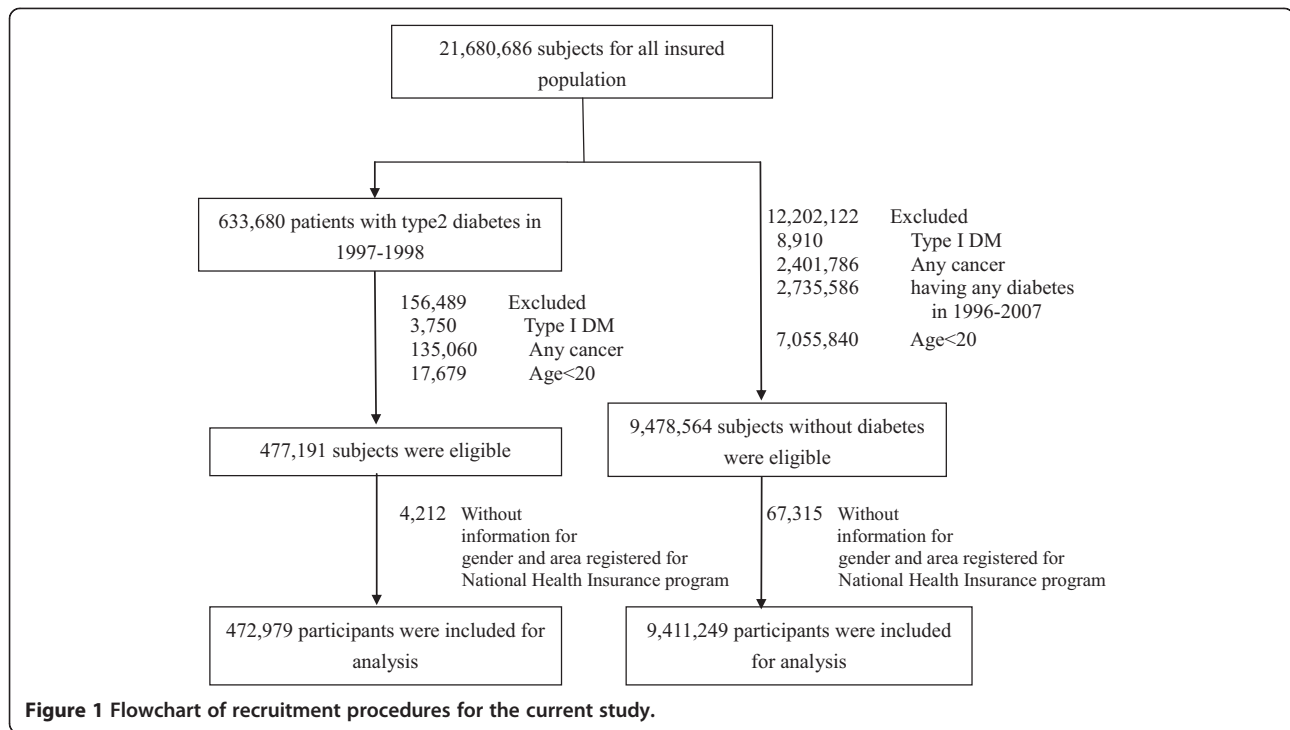 21,680,686 subjects for all insured
population
633,680 patients with type2 diabetes in
1997-1998
12,202,122 Excluded
8,910 Type I DM
2,401,786 Any cancer
2,735,586 having any diabetes
in 1996-2007
7,055,840 Age<20
156,489 Excluded
3,750 Type I DM
135,060 Any cancer
17,679 Age<20
477,191 subjects were eligible
9,478,564 subjects without diabetes
were eligible
4,212 Without
information for
gender and area registered for
National Health Insurance program
67,315 Without
information for
gender and area registered for
National Health Insurance program
472,979 participants were included for
analysis
9,411,249 participants were included
for analysis
Figure 1 Flowchart of recruitment procedures for the current study.